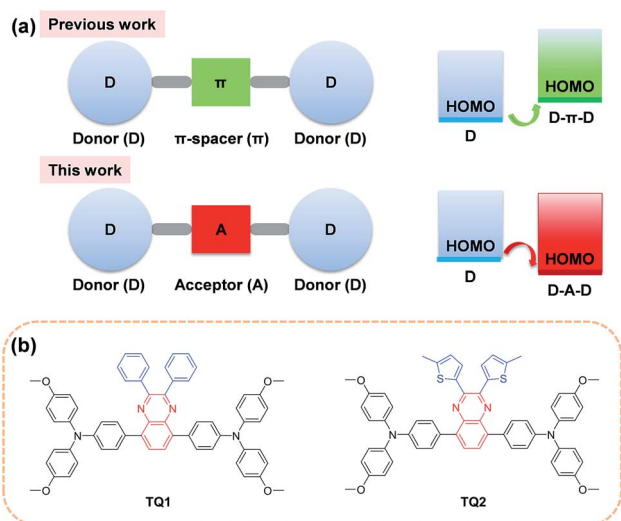 (a) Previous work
D π D
Donor (D) π-spacer (π) Donor (D)
HOMO HOMO
D D-π-D
This work
D A D
Donor (D) Acceptor (A) Donor (D)
HOMO HOMO
D D-A-D
(b)
S S
O O O O
N N N N
N N N N
O O O O
TQ1 TQ2